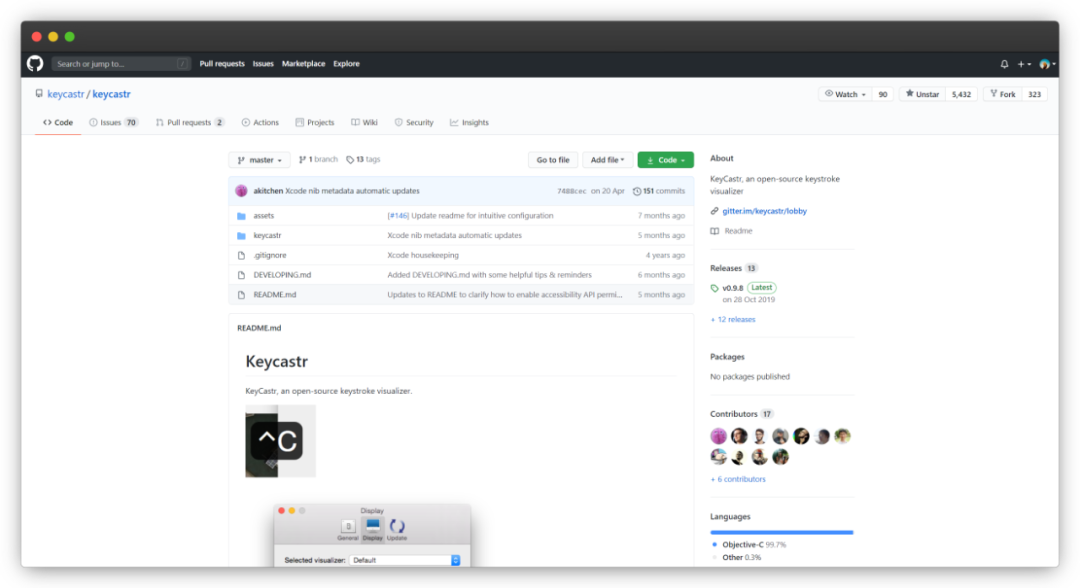 Search or jump to... /
Pull requests Issues Marketplace Explore
keycastr / keycastr
Watch 90 Unstar 5,432 Fork 323
Code Issues 70 Pull requests 2 Actions Projects Wiki Security Insights
master 1 branch 13 tags Go to file Add file Code
akitchen Xcode nib metadata automatic updates 7488cec on 20 Apr 151 commits
assets [#146] Update readme for intuitive configuration 7 months ago
keycastr Xcode nib metadata automatic updates 5 months ago
.gitignore Xcode housekeeping 4 years ago
DEVELOPING.md Added DEVELOPING.md with some helpful tips & reminders 6 months ago
README.md Updates to README to clarify how to enable accessibility API permi... 5 months ago
README.md
Keycastr
KeyCastr, an open-source keystroke visualizer.
^C
Display
General Display Update
Selected visualizer: Default
About
KeyCastr, an open-source keystroke
visualizer
gitter.im/keycastr/lobby
Readme
Releases 13
v0.9.8 Latest
on 28 Oct 2019
+ 12 releases
Packages
No packages published
Contributors 17
+ 6 contributors
Languages
Objective-C 99.7%
Other 0.3%